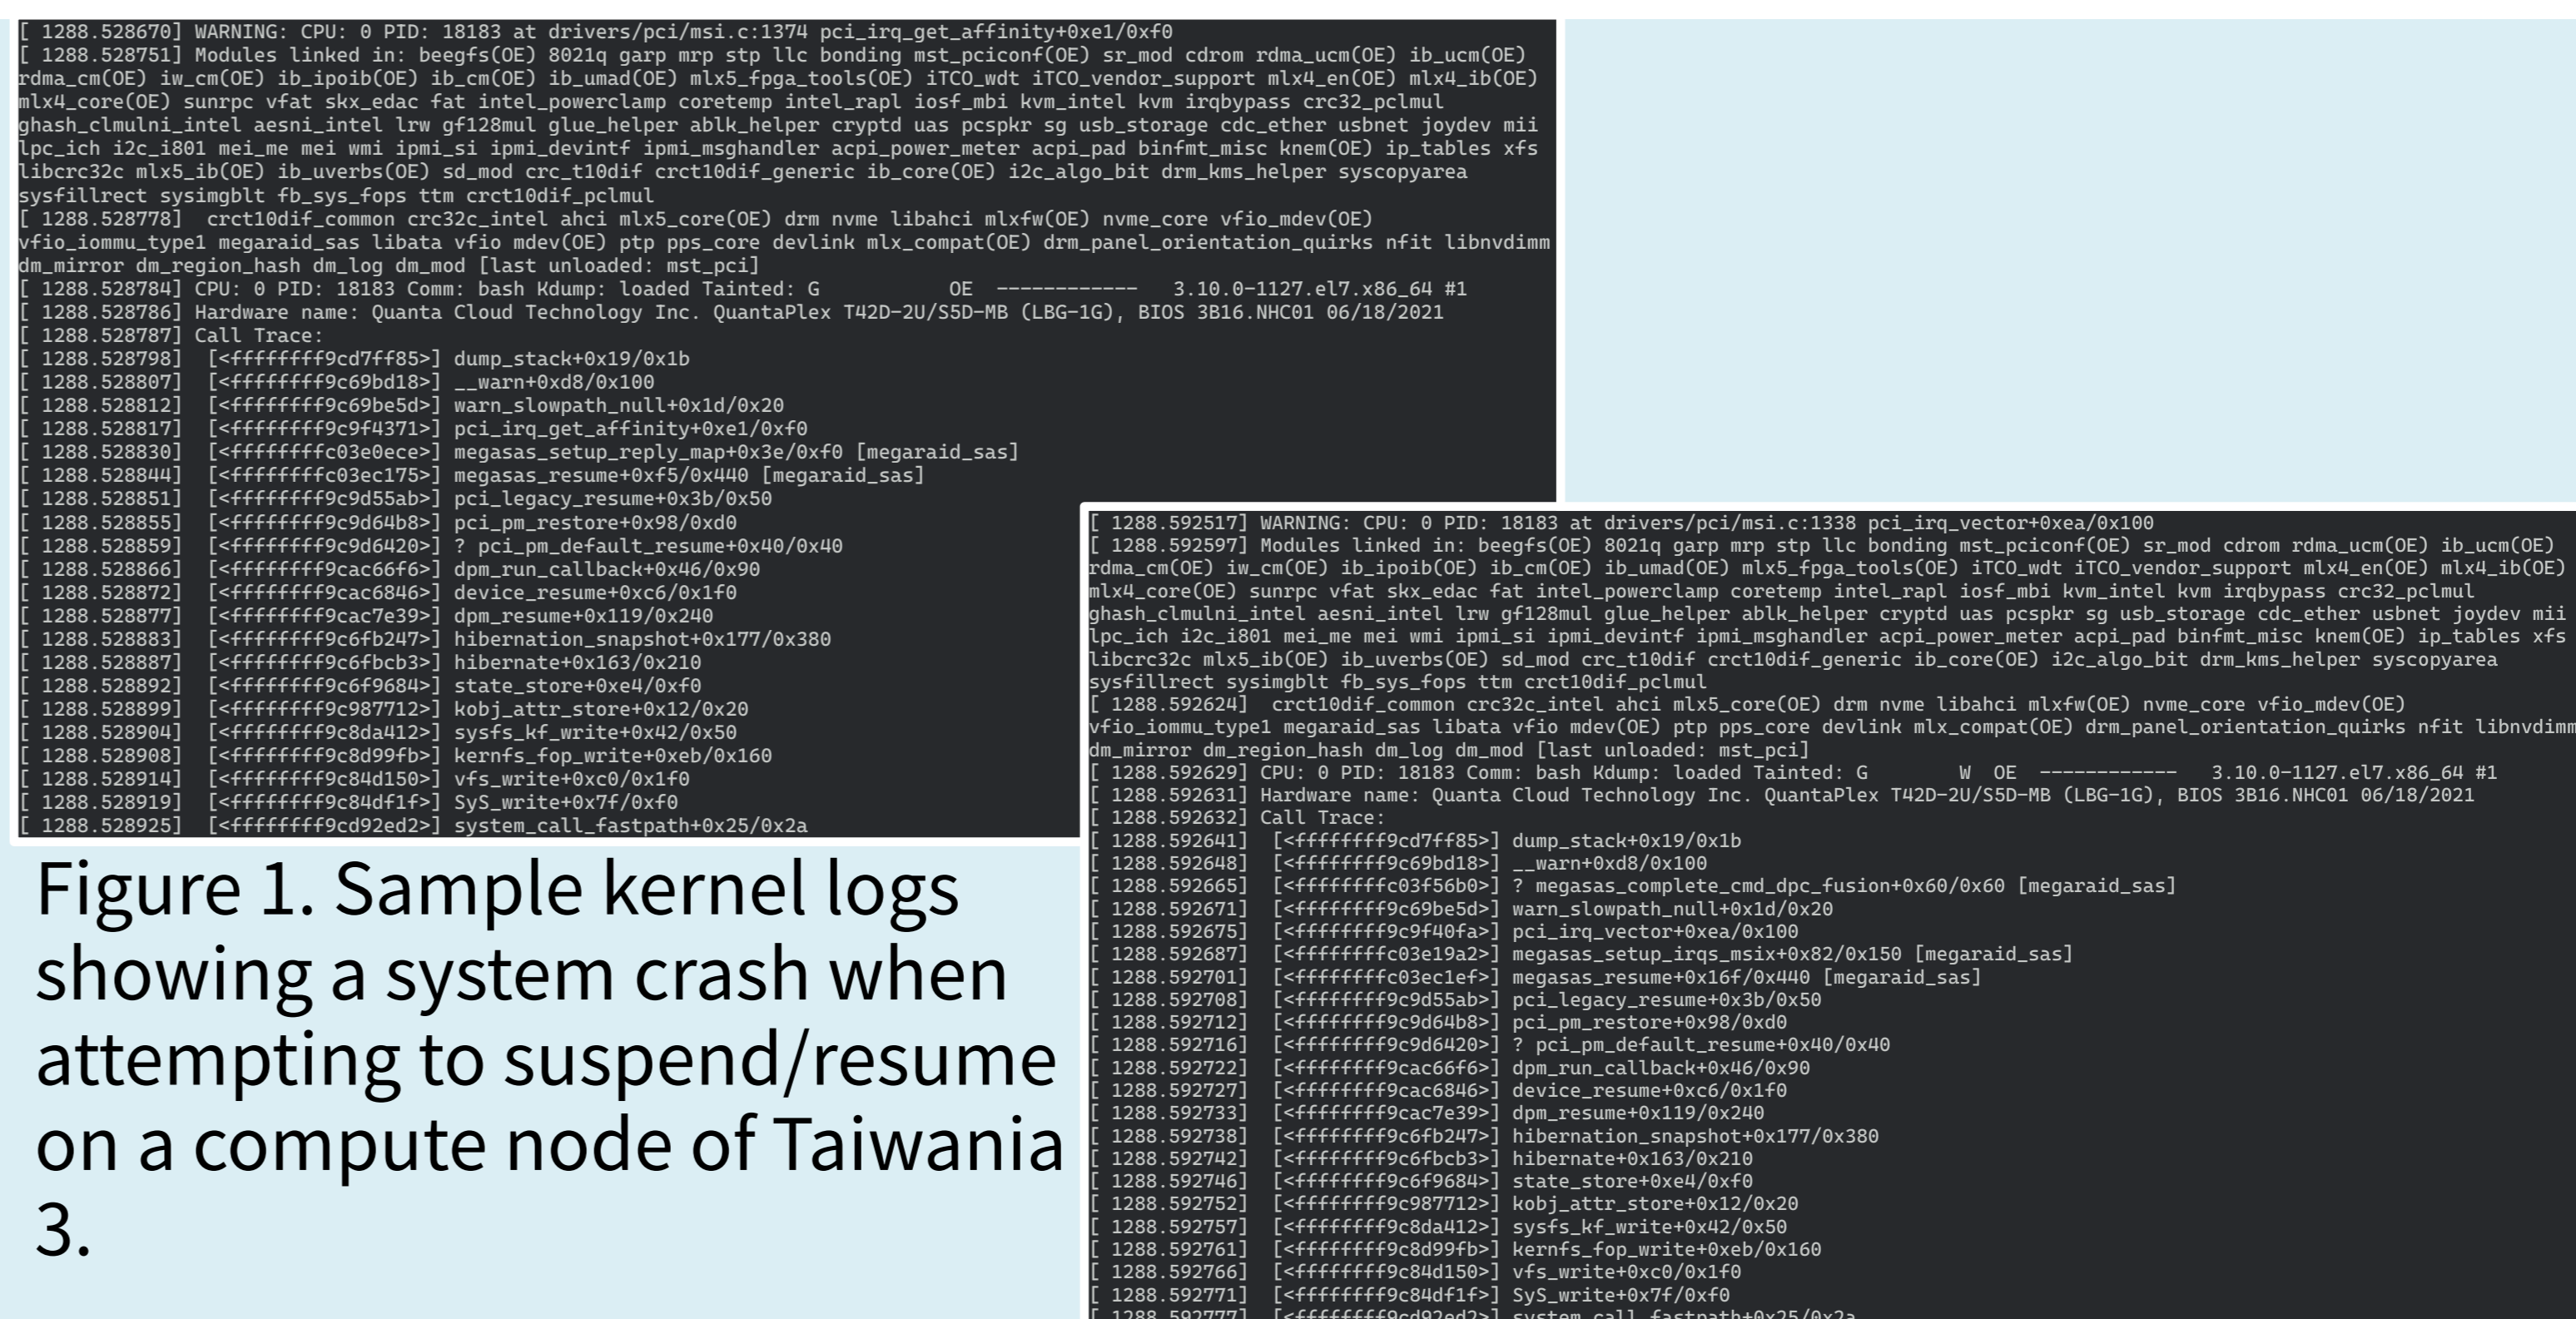 [ 1288.528670] WARNING: CPU: 0 PID: 18183 at drivers/pci/msi.c:1374 pci_irq_get_affinity+0xe1/0xf0
[ 1288.528751] Modules linked in: beegfs(OE) 8021q garp mrp stp llc bonding mst_pciconf(OE) sr_mod cdrom rdma_ucm(OE) ib_ucm(OE)
rdma_cm(OE) iw_cm(OE) ib_ipoib(OE) ib_cm(OE) ib_umad(OE) mlx5_fpga_tools(OE) iTCO_wdt iTCO_vendor_support mlx4_en(OE) mlx4_ib(OE)
mlx4_core(OE) sunrpc vfat skx_edac fat intel_powerclamp coretemp intel_rapl iosf_mbi kvm_intel kvm irqbypass crc32_pclmul
ghash_clmulni_intel aesni_intel lrw gf128mul glue_helper ablk_helper cryptd uas pcspkr sg usb_storage cdc_ether usbnet joydev mii
lpc_ich i2c_i801 mei_me mei wmi ipmi_si ipmi_devintf ipmi_msghandler acpi_power_meter acpi_pad binfmt_misc knem(OE) ip_tables xfs
libcrc32c mlx5_ib(OE) ib_uverbs(OE) sd_mod crc_t10dif crct10dif_generic ib_core(OE) i2c_algo_bit drm_kms_helper syscopyarea
sysfillrect sysimgblt fb_sys_fops ttm crct10dif_pclmul
[ 1288.528778]  crct10dif_common crc32c_intel ahci mlx5_core(OE) drm nvme libahci mlxfw(OE) nvme_core vfio_mdev(OE)
vfio_iommu_type1 megaraid_sas libata vfio mdev(OE) ptp pps_core devlink mlx_compat(OE) drm_panel_orientation_quirks nfit libnvdimm
dm_mirror dm_region_hash dm_log dm_mod [last unloaded: mst_pci]
[ 1288.528784] CPU: 0 PID: 18183 Comm: bash Kdump: loaded Tainted: G           OE  ------------   3.10.0-1127.el7.x86_64 #1
[ 1288.528786] Hardware name: Quanta Cloud Technology Inc. QuantaPlex T42D-2U/S5D-MB (LBG-1G), BIOS 3B16.NHC01 06/18/2021
[ 1288.528787] Call Trace:
[ 1288.528798]  [<ffffffff9cd7ff85>] dump_stack+0x19/0x1b
[ 1288.528807]  [<ffffffff9c69bd18>] __warn+0xd8/0x100
[ 1288.528812]  [<ffffffff9c69be5d>] warn_slowpath_null+0x1d/0x20
[ 1288.528817]  [<ffffffff9c9f4371>] pci_irq_get_affinity+0xe1/0xf0
[ 1288.528830]  [<ffffffffc03e0ece>] megasas_setup_reply_map+0x3e/0xf0 [megaraid_sas]
[ 1288.528844]  [<ffffffffc03ec175>] megasas_resume+0xf5/0x440 [megaraid_sas]
[ 1288.528851]  [<ffffffff9c9d55ab>] pci_legacy_resume+0x3b/0x50
[ 1288.528855]  [<ffffffff9c9d64b8>] pci_pm_restore+0x98/0xd0
[ 1288.528859]  [<ffffffff9c9d6420>] ? pci_pm_default_resume+0x40/0x40
[ 1288.528866]  [<ffffffff9cac66f6>] dpm_run_callback+0x46/0x90
[ 1288.528872]  [<ffffffff9cac6846>] device_resume+0xc6/0x1f0
[ 1288.528877]  [<ffffffff9cac7e39>] dpm_resume+0x119/0x240
[ 1288.528883]  [<ffffffff9c6fb247>] hibernation_snapshot+0x177/0x380
[ 1288.528887]  [<ffffffff9c6fbcb3>] hibernate+0x163/0x210
[ 1288.528892]  [<ffffffff9c6f9684>] state_store+0xe4/0xf0
[ 1288.528899]  [<ffffffff9c987712>] kobj_attr_store+0x12/0x20
[ 1288.528904]  [<ffffffff9c8da412>] sysfs_kf_write+0x42/0x50
[ 1288.528908]  [<ffffffff9c8d99fb>] kernfs_fop_write+0xeb/0x160
[ 1288.528914]  [<ffffffff9c84d150>] vfs_write+0xc0/0x1f0
[ 1288.528919]  [<ffffffff9c84df1f>] SyS_write+0x7f/0xf0
[ 1288.528925]  [<ffffffff9cd92ed2>] system_call_fastpath+0x25/0x2a
[ 1288.592517] WARNING: CPU: 0 PID: 18183 at drivers/pci/msi.c:1338 pci_irq_vector+0xea/0x100
[ 1288.592597] Modules linked in: beegfs(OE) 8021q garp mrp stp llc bonding mst_pciconf(OE) sr_mod cdrom rdma_ucm(OE) ib_ucm(OE)
rdma_cm(OE) iw_cm(OE) ib_ipoib(OE) ib_cm(OE) ib_umad(OE) mlx5_fpga_tools(OE) iTCO_wdt iTCO_vendor_support mlx4_en(OE) mlx4_ib(OE)
mlx4_core(OE) sunrpc vfat skx_edac fat intel_powerclamp coretemp intel_rapl iosf_mbi kvm_intel kvm irqbypass crc32_pclmul
ghash_clmulni_intel aesni_intel lrw gf128mul glue_helper ablk_helper cryptd uas pcspkr sg usb_storage cdc_ether usbnet joydev mii
lpc_ich i2c_i801 mei_me mei wmi ipmi_si ipmi_devintf ipmi_msghandler acpi_power_meter acpi_pad binfmt_misc knem(OE) ip_tables xfs
libcrc32c mlx5_ib(OE) ib_uverbs(OE) sd_mod crc_t10dif crct10dif_generic ib_core(OE) i2c_algo_bit drm_kms_helper syscopyarea
sysfillrect sysimgblt fb_sys_fops ttm crct10dif_pclmul
[ 1288.592624]  crct10dif_common crc32c_intel ahci mlx5_core(OE) drm nvme libahci mlxfw(OE) nvme_core vfio_mdev(OE)
vfio_iommu_type1 megaraid_sas libata vfio mdev(OE) ptp pps_core devlink mlx_compat(OE) drm_panel_orientation_quirks nfit libnvdimm
dm_mirror dm_region_hash dm_log dm_mod [last unloaded: mst_pci]
[ 1288.592629] CPU: 0 PID: 18183 Comm: bash Kdump: loaded Tainted: G        W  OE  ------------   3.10.0-1127.el7.x86_64 #1
[ 1288.592631] Hardware name: Quanta Cloud Technology Inc. QuantaPlex T42D-2U/S5D-MB (LBG-1G), BIOS 3B16.NHC01 06/18/2021
[ 1288.592632] Call Trace:
[ 1288.592641]  [<ffffffff9cd7ff85>] dump_stack+0x19/0x1b
[ 1288.592648]  [<ffffffff9c69bd18>] __warn+0xd8/0x100
[ 1288.592665]  [<ffffffffc03f56b0>] ? megasas_complete_cmd_dpc_fusion+0x60/0x60 [megaraid_sas]
[ 1288.592671]  [<ffffffff9c69be5d>] warn_slowpath_null+0x1d/0x20
[ 1288.592675]  [<ffffffff9c9f40fa>] pci_irq_vector+0xea/0x100
[ 1288.592687]  [<ffffffffc03e19a2>] megasas_setup_irqs_msix+0x82/0x150 [megaraid_sas]
[ 1288.592701]  [<ffffffffc03ec1ef>] megasas_resume+0x16f/0x440 [megaraid_sas]
[ 1288.592708]  [<ffffffff9c9d55ab>] pci_legacy_resume+0x3b/0x50
[ 1288.592712]  [<ffffffff9c9d64b8>] pci_pm_restore+0x98/0xd0
[ 1288.592716]  [<ffffffff9c9d6420>] ? pci_pm_default_resume+0x40/0x40
[ 1288.592722]  [<ffffffff9cac66f6>] dpm_run_callback+0x46/0x90
[ 1288.592727]  [<ffffffff9cac6846>] device_resume+0xc6/0x1f0
[ 1288.592733]  [<ffffffff9cac7e39>] dpm_resume+0x119/0x240
[ 1288.592738]  [<ffffffff9c6fb247>] hibernation_snapshot+0x177/0x380
[ 1288.592742]  [<ffffffff9c6fbcb3>] hibernate+0x163/0x210
[ 1288.592746]  [<ffffffff9c6f9684>] state_store+0xe4/0xf0
[ 1288.592752]  [<ffffffff9c987712>] kobj_attr_store+0x12/0x20
[ 1288.592757]  [<ffffffff9c8da412>] sysfs_kf_write+0x42/0x50
[ 1288.592761]  [<ffffffff9c8d99fb>] kernfs_fop_write+0xeb/0x160
[ 1288.592766]  [<ffffffff9c84d150>] vfs_write+0xc0/0x1f0
[ 1288.592771]  [<ffffffff9c84df1f>] SyS_write+0x7f/0xf0
[ 1288.592777]  [<ffffffff9cd92ed2>] system_call_fastpath+0x25/0x2a
Figure 1. Sample kernel logs
showing a system crash when
attempting to suspend/resume
on a compute node of Taiwania
3.